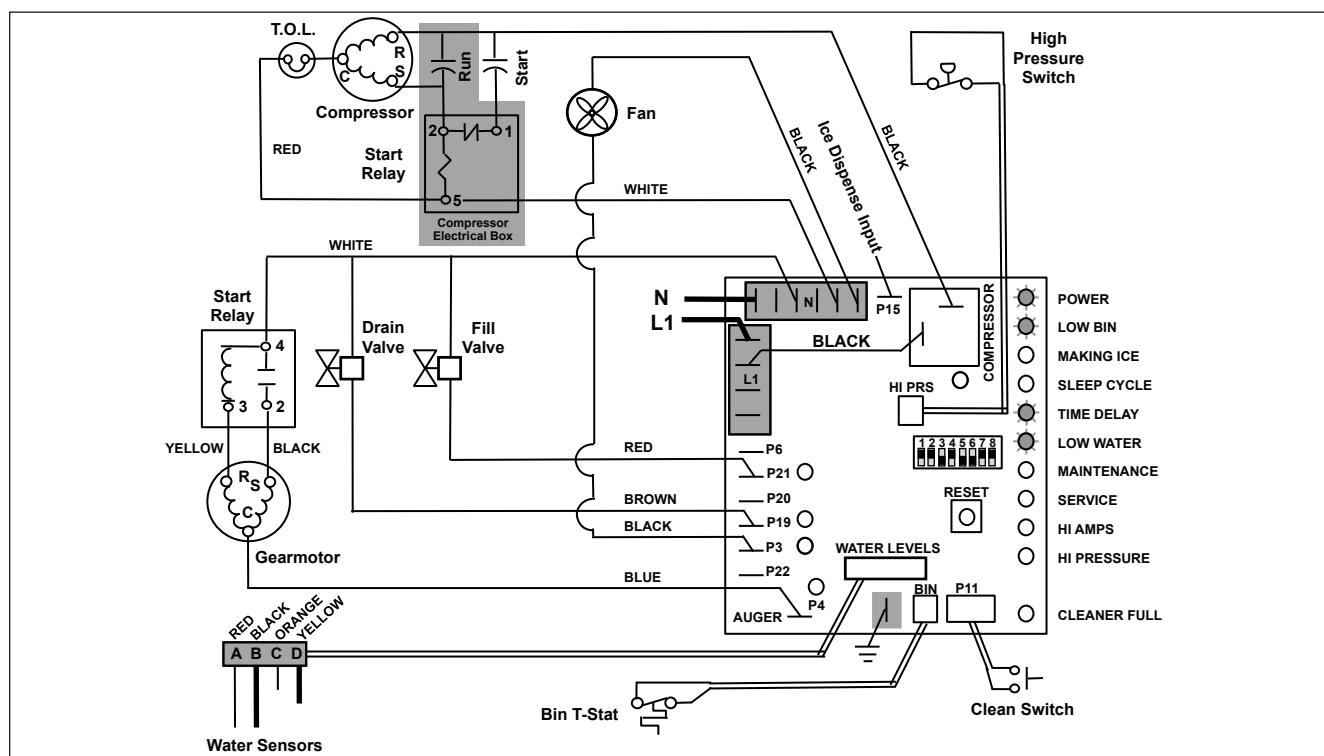 T.O.L.
R
S
C
Compressor
Run
Start
2
1
5
Start
Relay
Compressor
Electrical Box
RED
WHITE
Fan
BLACK
Ice Dispense Input
BLACK
High
Pressure
Switch
WHITE
Start
Relay
4
3
2
YELLOW
BLACK
R
S
C
Gearmotor
Drain
Valve
Fill
Valve
N
L1
N
P15
L1
BLACK
COMPRESSOR
HI PRS
1 2 3 4 5 6 7 8
RESET
POWER
LOW BIN
MAKING ICE
SLEEP CYCLE
TIME DELAY
LOW WATER
MAINTENANCE
SERVICE
HI AMPS
HI PRESSURE
CLEANER FULL
RED
BROWN
BLACK
BLUE
P6
P21
P20
P19
P3
P22
P4
AUGER
WATER LEVELS
BIN
P11
RED
BLACK
ORANGE
YELLOW
A B C D
Water Sensors
Bin T-Stat
Clean Switch